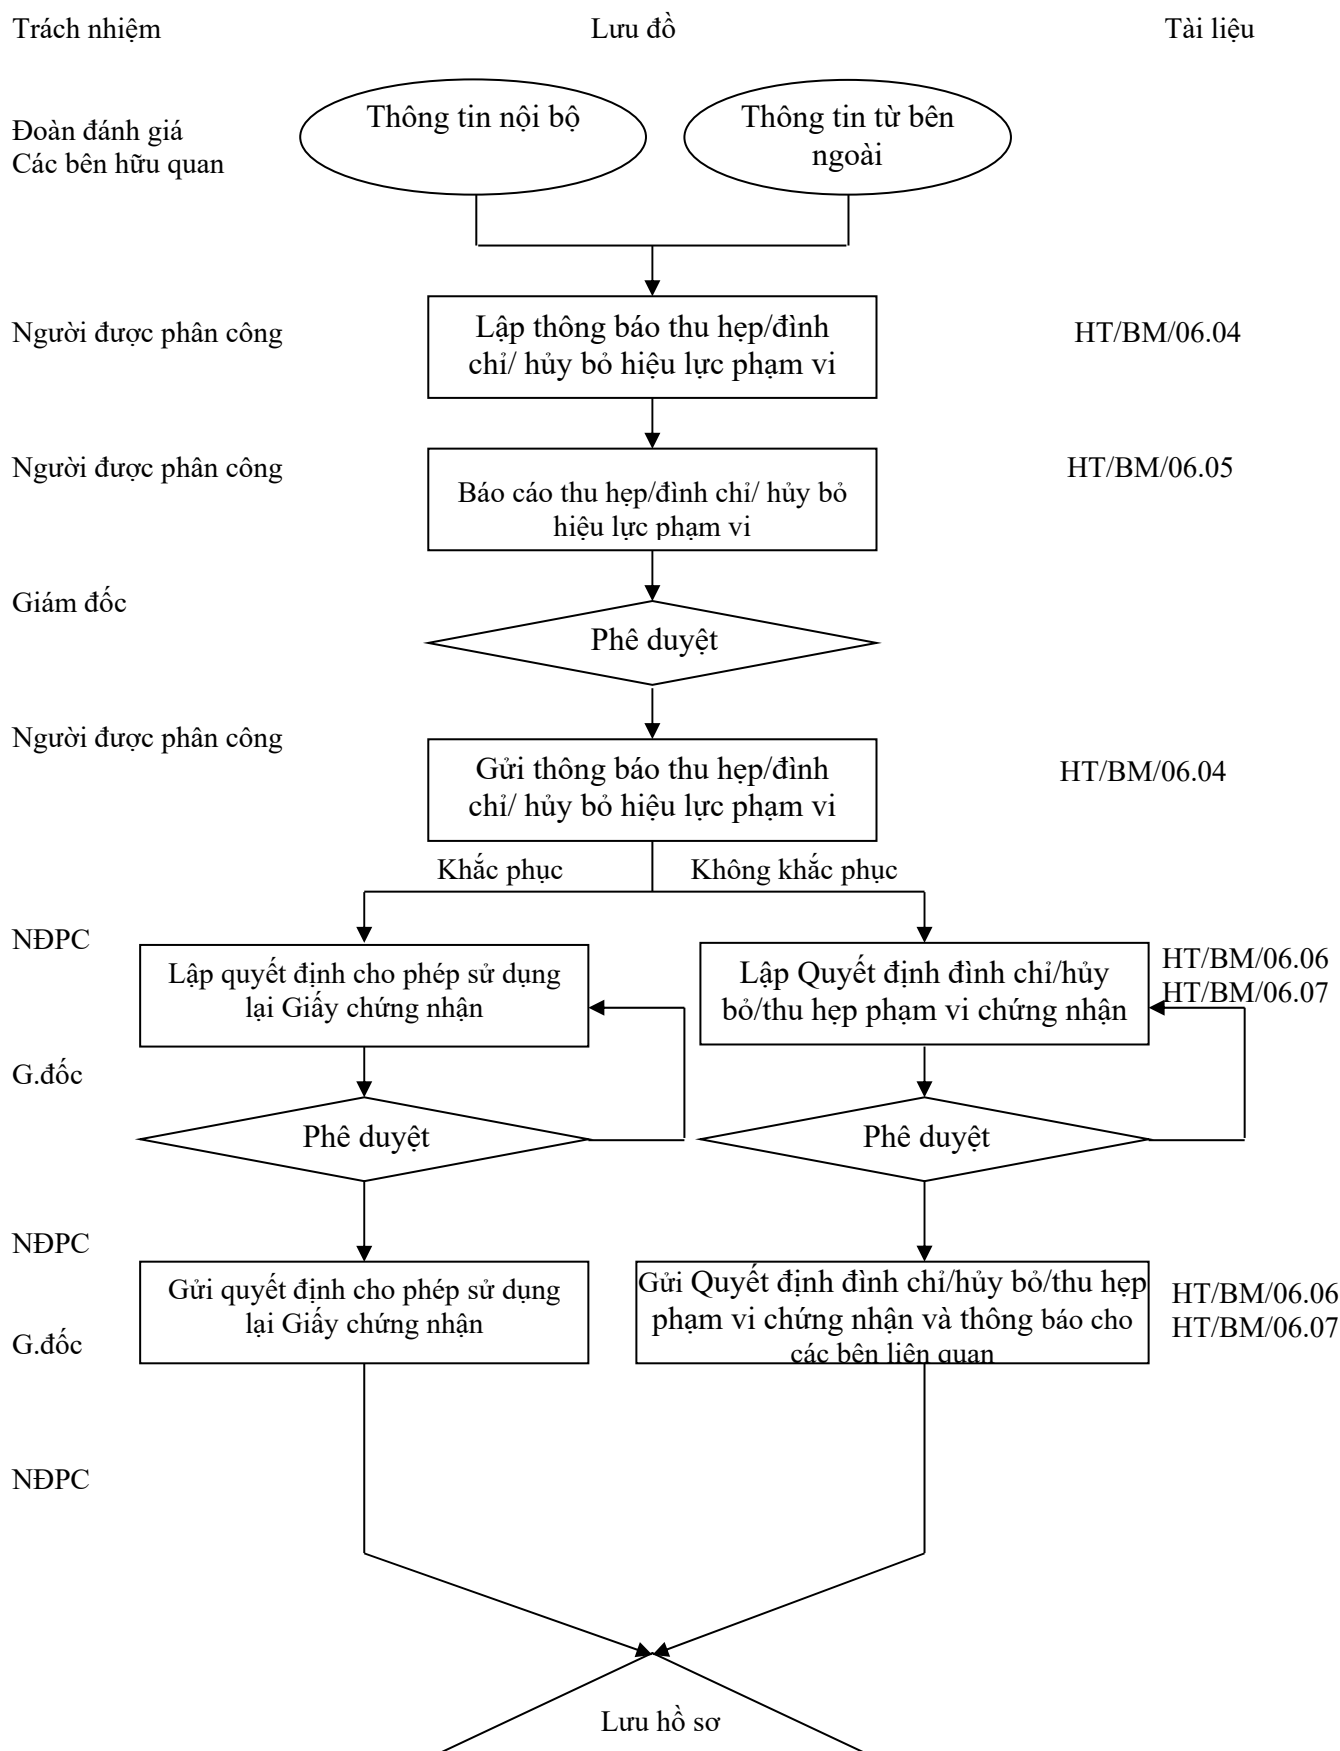 Trách nhiệm
Lưu đồ
Tài liệu
Đoàn đánh giá
Các bên hữu quan
Thông tin nội bộ
Thông tin từ bên
ngoài
Người được phân công
Lập thông báo thu hẹp/đình
chỉ/ hủy bỏ hiệu lực phạm vi
HT/BM/06.04
Người được phân công
Báo cáo thu hẹp/đình chỉ/ hủy bỏ
hiệu lực phạm vi
HT/BM/06.05
Giám đốc
Phê duyệt
Người được phân công
Gửi thông báo thu hẹp/đình
chỉ/ hủy bỏ hiệu lực phạm vi
HT/BM/06.04
Khắc phục
Không khắc phục
NĐPC
Lập quyết định cho phép sử dụng
lại Giấy chứng nhận
Lập Quyết định đình chỉ/hủy
bỏ/thu hẹp phạm vi chứng nhận
HT/BM/06.06
HT/BM/06.07
G.đốc
Phê duyệt
Phê duyệt
NĐPC
Gửi quyết định cho phép sử dụng
lại Giấy chứng nhận
Gửi Quyết định đình chỉ/hủy bỏ/thu hẹp
phạm vi chứng nhận và thông báo cho
các bên liên quan
HT/BM/06.06
HT/BM/06.07
G.đốc
NĐPC
Lưu hồ sơ